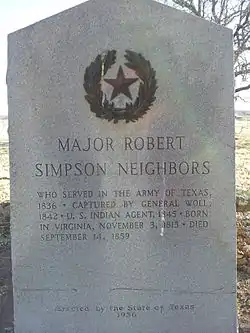 MAJOR ROBERT
SIMPSON NEIGHBORS
WHO SERVED IN THE ARMY OF TEXAS,
1836 • CAPTURED BY GENERAL WOLL,
1842 • U. S. INDIAN AGENT, 1845 • BORN
IN VIRGINIA, NOVEMBER 3, 1815 • DIED
SEPTEMBER 14, 1859
Erected by the State of Texas
1936